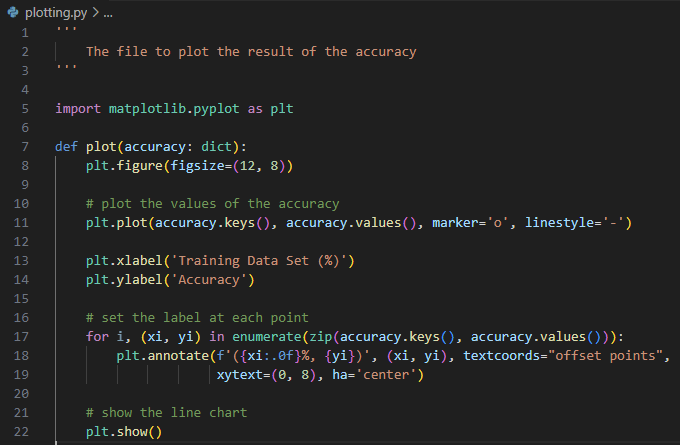 plotting.py > ...
1 '''
2     The file to plot the result of the accuracy
3 '''
4
5 import matplotlib.pyplot as plt
6
7 def plot(accuracy: dict):
8     plt.figure(figsize=(12, 8))
9
10     # plot the values of the accuracy
11     plt.plot(accuracy.keys(), accuracy.values(), marker='o', linestyle='-')
12
13     plt.xlabel('Training Data Set (%)')
14     plt.ylabel('Accuracy')
15
16     # set the label at each point
17     for i, (xi, yi) in enumerate(zip(accuracy.keys(), accuracy.values())):
18         plt.annotate(f'({xi:.0f}%, {yi})', (xi, yi), textcoords="offset points",
19                      xytext=(0, 8), ha='center')
20
21     # show the line chart
22     plt.show()